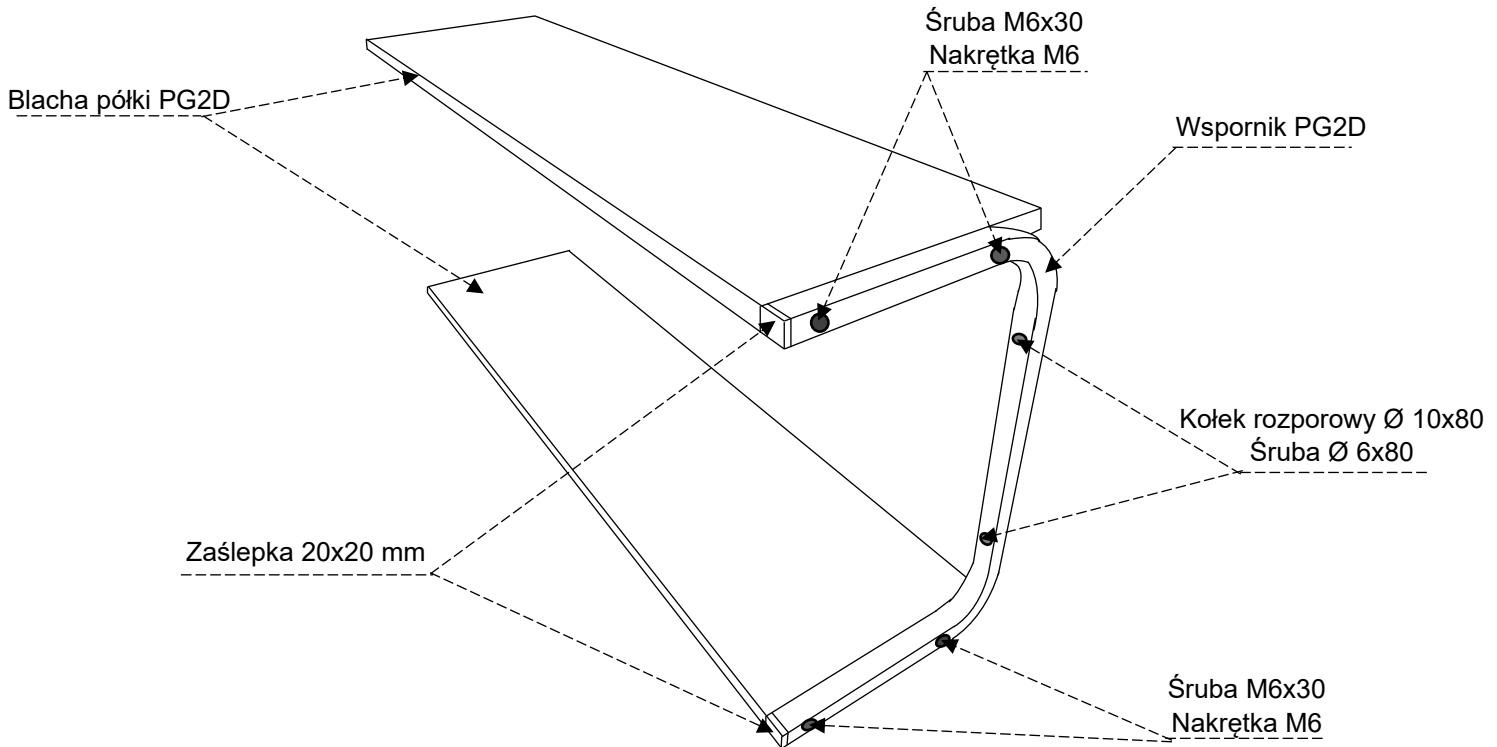 Śruba M6x30
Nakrętka M6
Blacha półki PG2D
Wspornik PG2D
Kołek rozporowy Ø 10x80
Śruba Ø 6x80
Zaślepka 20x20 mm
Śruba M6x30
Nakrętka M6